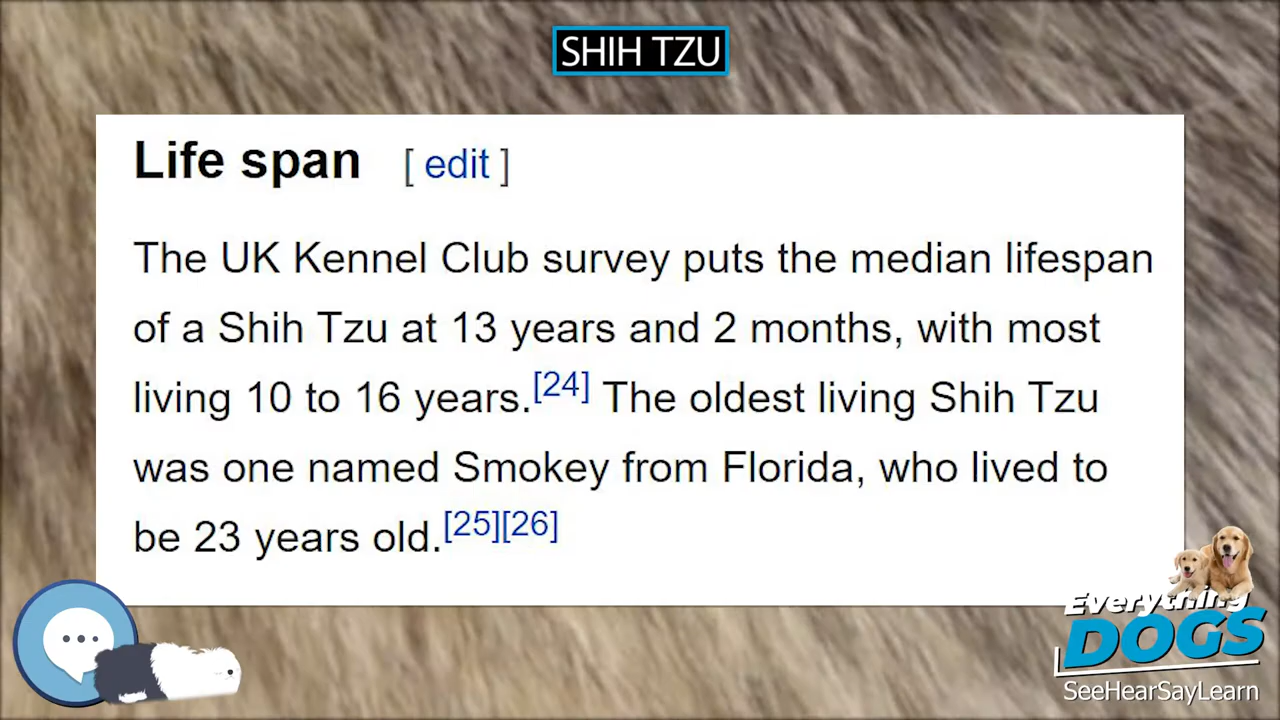 SHIH TZU
Life span [ edit ]
The UK Kennel Club survey puts the median lifespan
of a Shih Tzu at 13 years and 2 months, with most
living 10 to 16 years.[24] The oldest living Shih Tzu
was one named Smokey from Florida, who lived to
be 23 years old.[25][26]
Everything
DOGS
SeeHearSayLearn